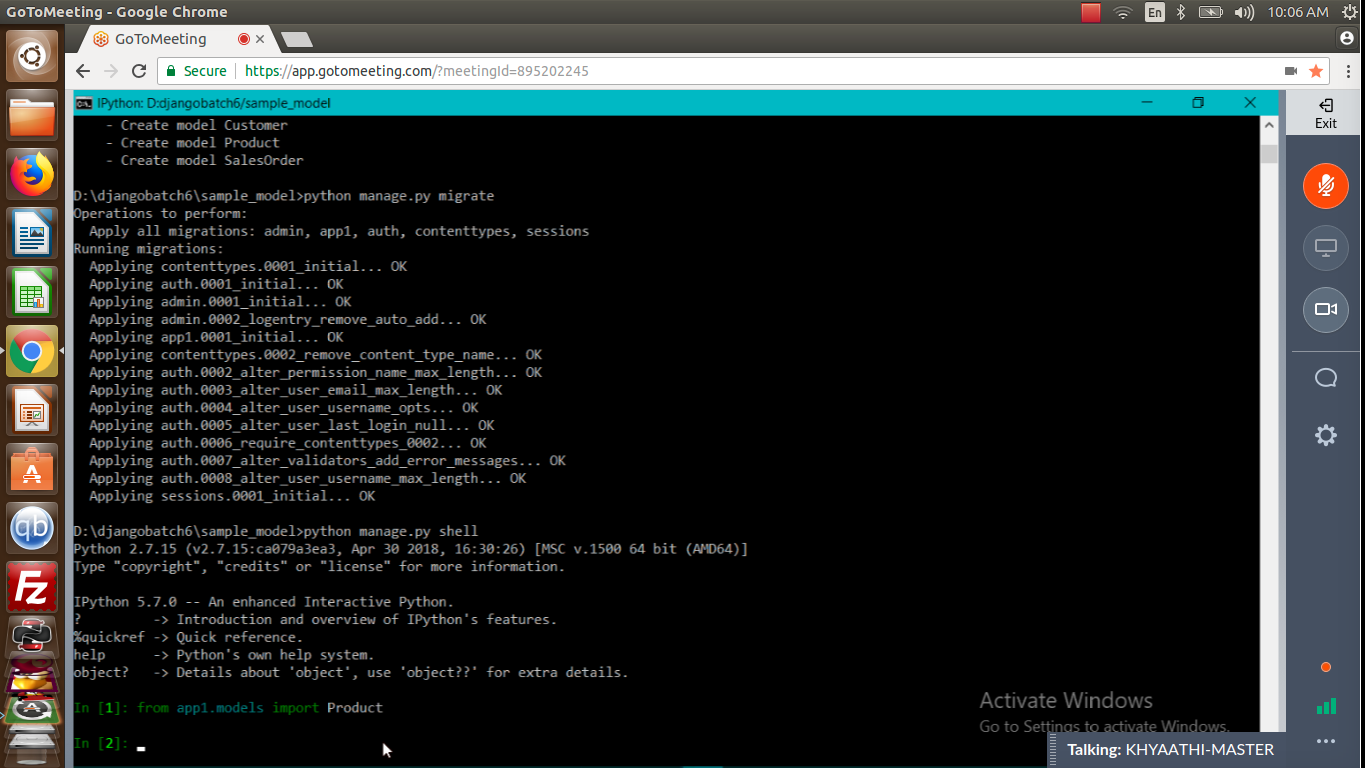 GoToMeeting - Google Chrome
En
10:06 AM
GoToMeeting
Secure
https://app.gotomeeting.com/?meetingId=895202245
IPython: D:djangobatch6/sample_model
Exit
- Create model Customer
- Create model Product
- Create model SalesOrder
D:\djangobatch6\sample_model>python manage.py migrate
Operations to perform:
Apply all migrations: admin, app1, auth, contenttypes, sessions
Running migrations:
Applying contenttypes.0001_initial... OK
Applying auth.0001_initial... OK
Applying admin.0001_initial... OK
Applying admin.0002_logentry_remove_auto_add... OK
Applying app1.0001_initial... OK
Applying contenttypes.0002_remove_content_type_name... OK
Applying auth.0002_alter_permission_name_max_length... OK
Applying auth.0003_alter_user_email_max_length... OK
Applying auth.0004_alter_user_username_opts... OK
Applying auth.0005_alter_user_last_login_null... OK
Applying auth.0006_require_contenttypes_0002... OK
Applying auth.0007_alter_validators_add_error_messages... OK
Applying auth.0008_alter_user_username_max_length... OK
Applying sessions.0001_initial... OK
D:\djangobatch6\sample_model>python manage.py shell
Python 2.7.15 (v2.7.15:ca079a3ea3, Apr 30 2018, 16:30:26) [MSC v.1500 64 bit (AMD64)]
Type "copyright", "credits" or "license" for more information.
IPython 5.7.0 -- An enhanced Interactive Python.
?         -> Introduction and overview of IPython's features.
%quickref -> Quick reference.
help      -> Python's own help system.
object?   -> Details about 'object', use 'object??' for extra details.
In [1]: from app1.models import Product
In [2]:
Activate Windows
Go to Settings to activate Windows.
Talking: KHYAATHI-MASTER
qb
Fz